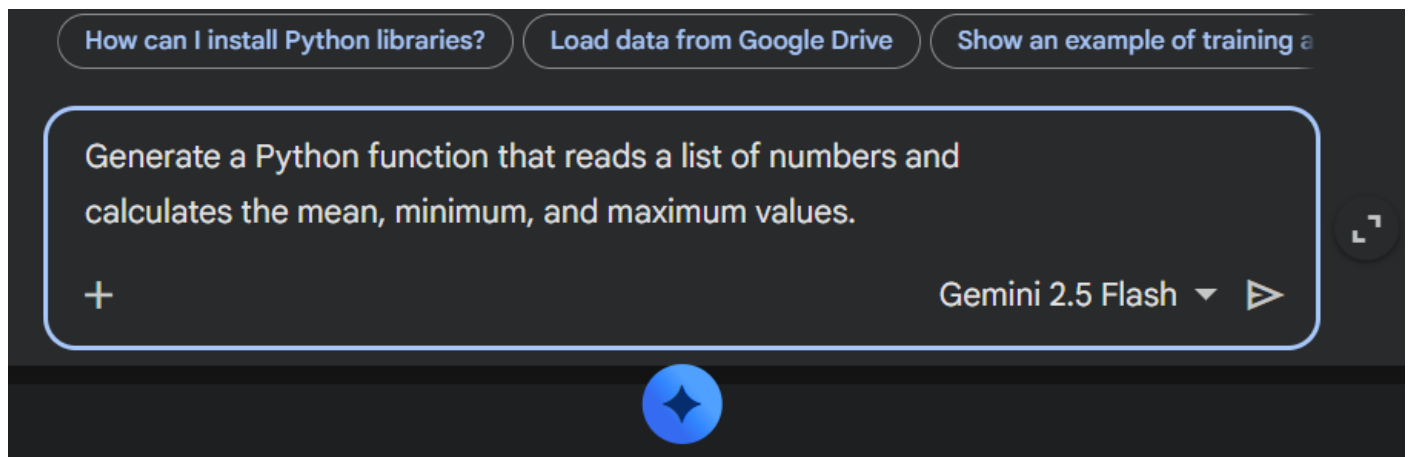 How can I install Python libraries?
Load data from Google Drive
Show an example of training a
Generate a Python function that reads a list of numbers and
calculates the mean, minimum, and maximum values.
Gemini 2.5 Flash